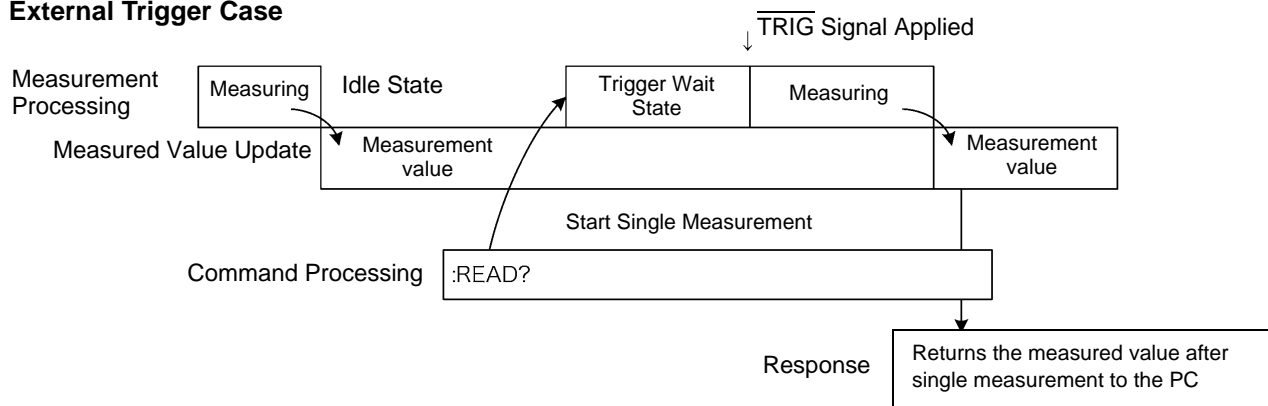 External Trigger Case
TRIG Signal Applied
Measurement
Processing
Measuring
Idle State
Trigger Wait
State
Measuring
Measured Value Update
Measurement
value
Measurement
value
Start Single Measurement
Command Processing
:READ?
Response
Returns the measured value after
single measurement to the PC